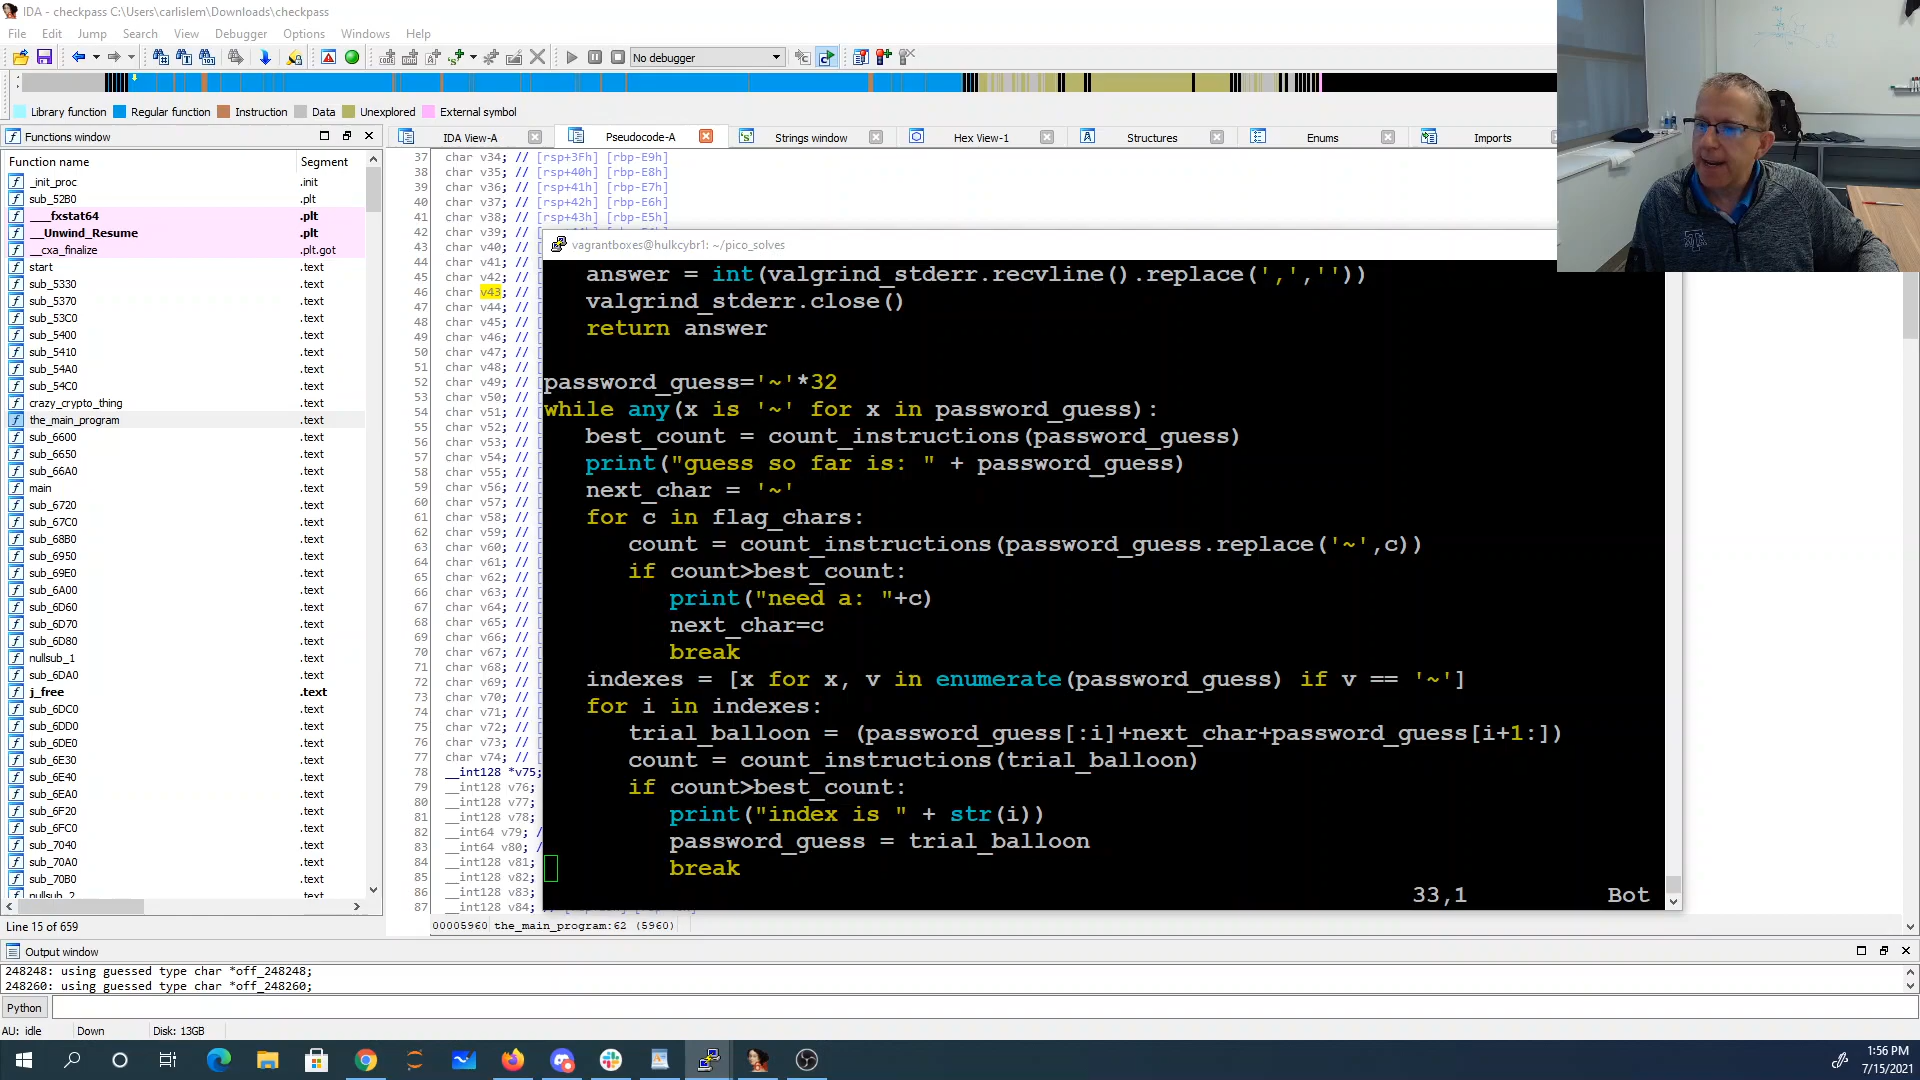 IDA - checkpass C:\Users\carlislem\Downloads\checkpass
File Edit Jump Search View Debugger Options Windows Help
No debugger
Library function Regular function Instruction Data Unexplored External symbol
Functions window
IDA View-A Pseudocode-A Strings window Hex View-1 Structures Enums Imports
Function name Segment
_init_proc .init
sub_52B0 .plt
___fxstat64 .plt
__Unwind_Resume .plt
__cxa_finalize .plt.got
start .text
sub_5330 .text
sub_5370 .text
sub_53C0 .text
sub_5400 .text
sub_5410 .text
sub_54A0 .text
sub_54C0 .text
crazy_crypto_thing .text
the_main_program .text
sub_6600 .text
sub_6650 .text
sub_66A0 .text
main .text
sub_6720 .text
sub_67C0 .text
sub_68B0 .text
sub_6950 .text
sub_69E0 .text
sub_6A00 .text
sub_6D60 .text
sub_6D70 .text
sub_6D80 .text
nullsub_1 .text
sub_6DA0 .text
j_free .text
sub_6DC0 .text
sub_6DD0 .text
sub_6DE0 .text
sub_6E30 .text
sub_6E40 .text
sub_6EA0 .text
sub_6F20 .text
sub_6FC0 .text
sub_7040 .text
sub_70A0 .text
sub_70B0 .text
nullsub_2 .text
Line 15 of 659
37 char v34; // [rsp+3Fh] [rbp-E9h]
38 char v35; // [rsp+40h] [rbp-E8h]
39 char v36; // [rsp+41h] [rbp-E7h]
40 char v37; // [rsp+42h] [rbp-E6h]
41 char v38; // [rsp+43h] [rbp-E5h]
42 char v39; // [
43 char v40; // [
44 char v41; // [
45 char v42; // [
46 char v43; // [
47 char v44; // [
48 char v45; // [
49 char v46; // [
50 char v47; // [
51 char v48; // [
52 char v49; // [
53 char v50; // [
54 char v51; // [
55 char v52; // [
56 char v53; // [
57 char v54; // [
58 char v55; // [
59 char v56; // [
60 char v57; // [
61 char v58; // [
62 char v59; // [
63 char v60; // [
64 char v61; // [
65 char v62; // [
66 char v63; // [
67 char v64; // [
68 char v65; // [
69 char v66; // [
70 char v67; // [
71 char v68; // [
72 char v69; // [
73 char v70; // [
74 char v71; // [
75 char v72; // [
76 char v73; // [
77 char v74; // [
78 __int128 *v75;
79 __int128 v76;
80 __int128 v77;
81 __int128 v78;
82 __int64 v79; /
83 __int64 v80; /
84 __int128 v81;
85 __int128 v82;
86 __int128 v83;
87 __int128 v84;
00005960 the_main_program:62 (5960)
vagrantboxes@hulkcybr1: ~/pico_solves
answer = int(valgrind_stderr.recvline().replace(',',''))
valgrind_stderr.close()
return answer
password_guess='~'*32
while any(x is '~' for x in password_guess):
best_count = count_instructions(password_guess)
print("guess so far is: " + password_guess)
next_char = '~'
for c in flag_chars:
count = count_instructions(password_guess.replace('~',c))
if count>best_count:
print("need a: "+c)
next_char=c
break
indexes = [x for x, v in enumerate(password_guess) if v == '~']
for i in indexes:
trial_balloon = (password_guess[:i]+next_char+password_guess[i+1:])
count = count_instructions(trial_balloon)
if count>best_count:
print("index is " + str(i))
password_guess = trial_balloon
break
33,1 Bot
Output window
248248: using guessed type char *off_248248;
248260: using guessed type char *off_248260;
Python
AU: idle Down Disk: 13GB
1:56 PM
7/15/2021